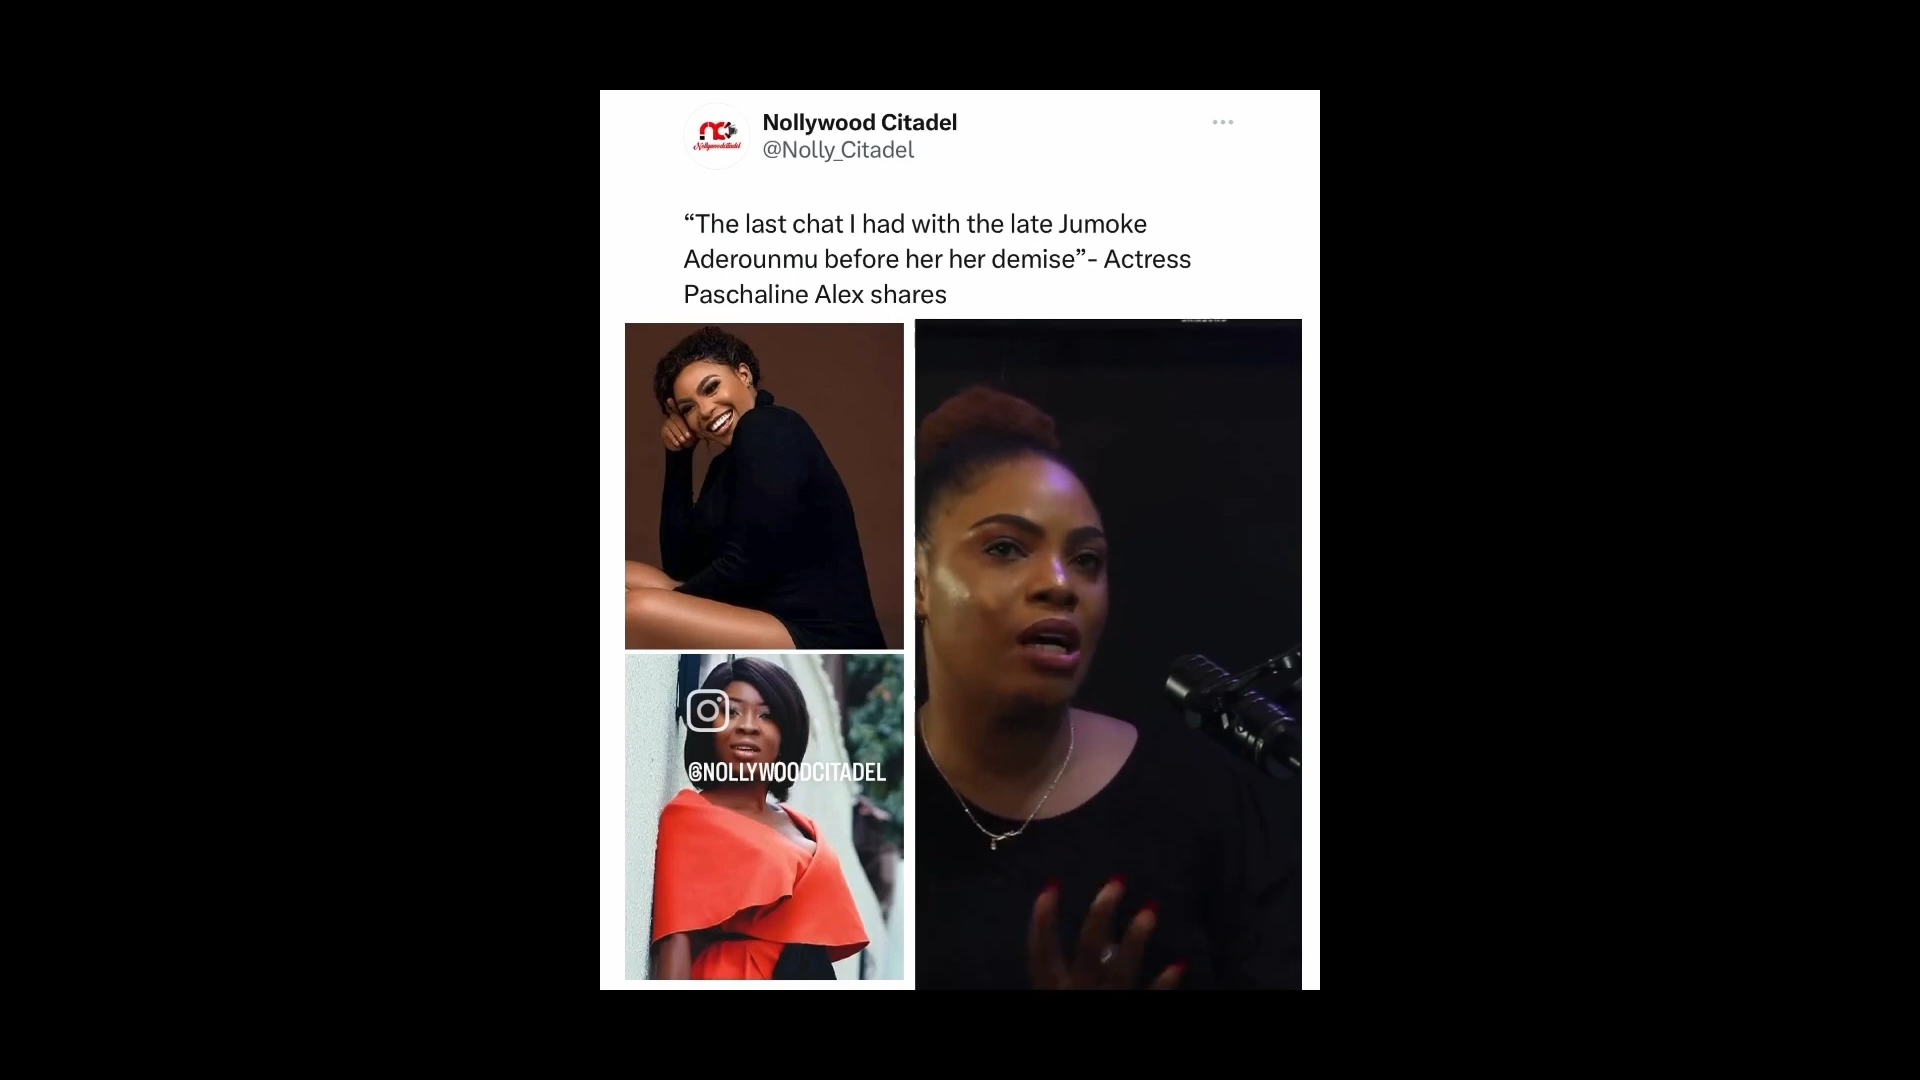 Nollywood Citadel
@Nolly_Citadel
Nollywoodcitadel
“The last chat I had with the late Jumoke
Aderounmu before her her demise”- Actress
Paschaline Alex shares
@NOLLYWOODCITADEL